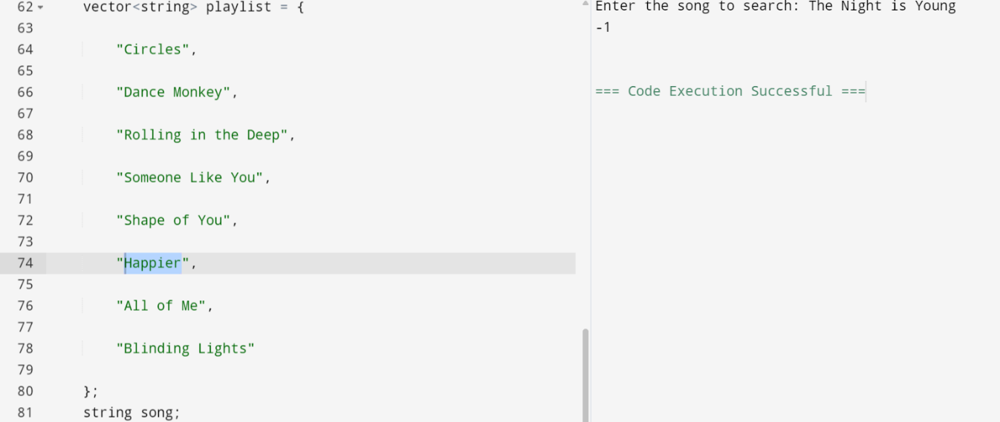 62 vector<string> playlist = {
63
64 "Circles",
65
66 "Dance Monkey",
67
68 "Rolling in the Deep",
69
70 "Someone Like You",
71
72 "Shape of You",
73
74 "Happier",
75
76 "All of Me",
77
78 "Blinding Lights"
79
80 };
81 string song;
Enter the song to search: The Night is Young
-1
=== Code Execution Successful ===